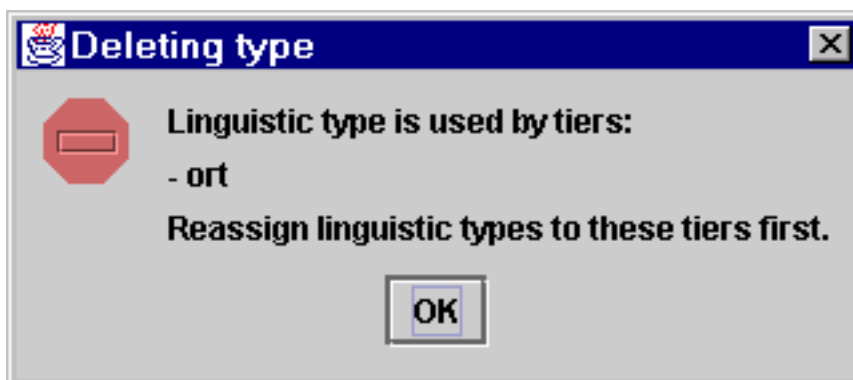 Deleting type
Linguistic type is used by tiers:
- ort
Reassign linguistic types to these tiers first.
OK